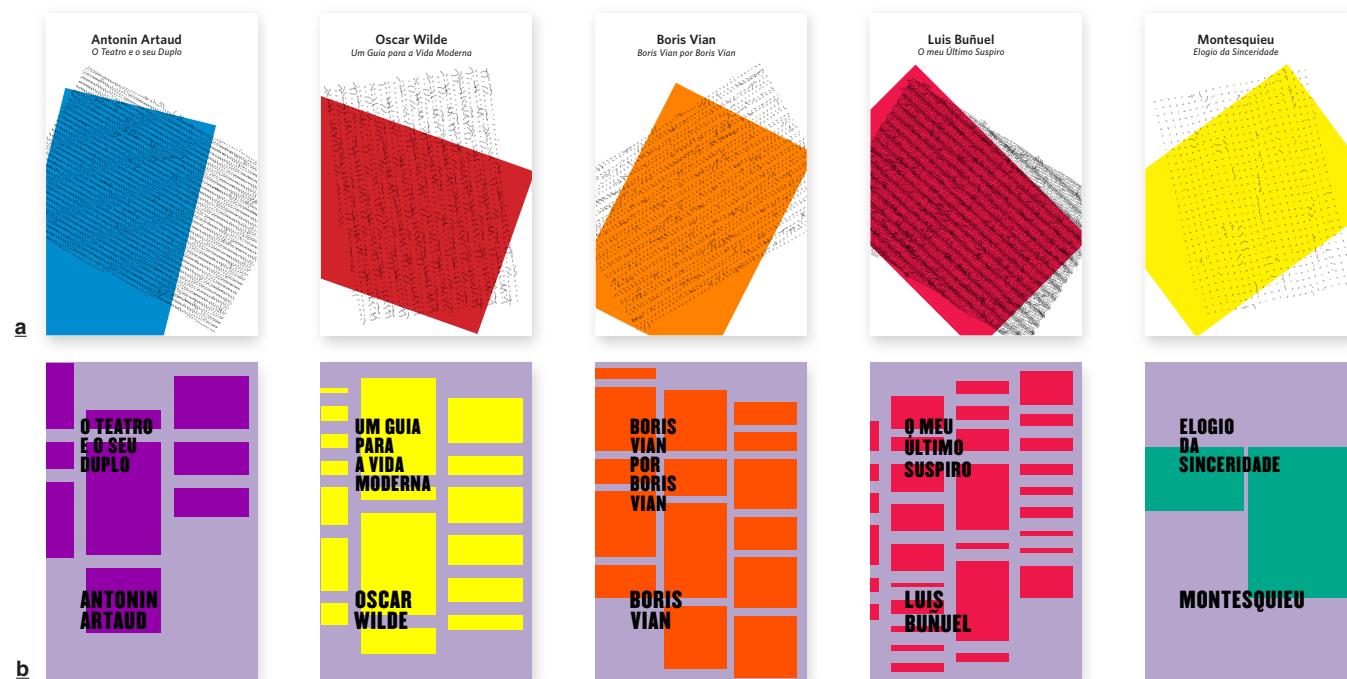 Antonin Artaud
O Teatro e o seu Duplo
Oscar Wilde
Um Guia para a Vida Moderna
Boris Vian
Boris Vian por Boris Vian
Luis Buñuel
O meu Último Suspiro
Montesquieu
Elogio da Sinceridade
a
O TEATRO
E O SEU
DUPLO
ANTONIN
ARTAUD
UM GUIA
PARA
A VIDA
MODERNA
OSCAR
WILDE
BORIS
VIAN
POR
BORIS
VIAN
BORIS
VIAN
O MEU
ÚLTIMO
SUSPIRO
LUIS
BUÑUEL
ELOGIO
DA
SINCERIDADE
MONTESQUIEU
b